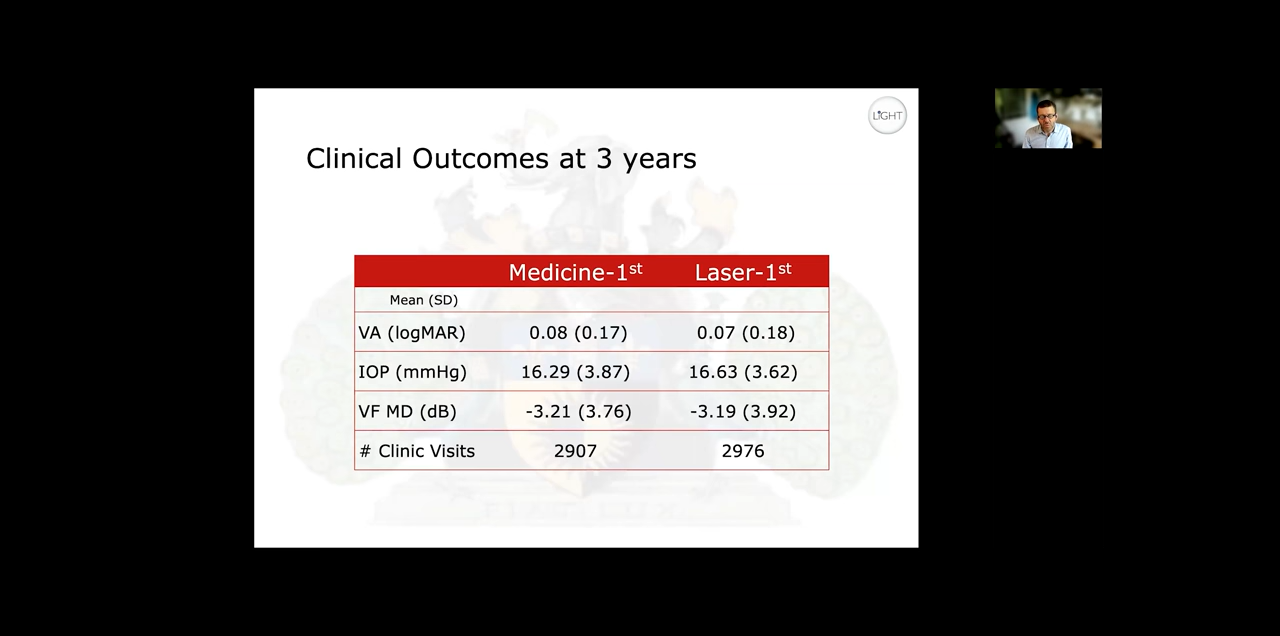 LiGHT
Clinical Outcomes at 3 years
Medicine-1st Laser-1st
Mean (SD)
VA (logMAR) 0.08 (0.17) 0.07 (0.18)
IOP (mmHg) 16.29 (3.87) 16.63 (3.62)
VF MD (dB) -3.21 (3.76) -3.19 (3.92)
# Clinic Visits 2907 2976